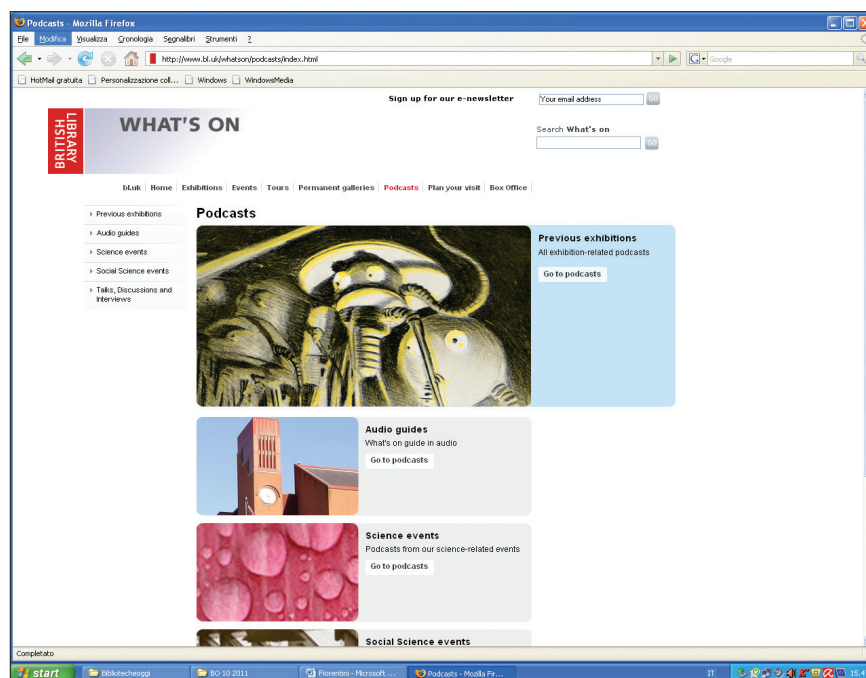 Podcasts - Mozilla Firefox
File Modifica Visualizza Cronologia Segnalibri Strumenti ?
http://www.bl.uk/whatson/podcasts/index.html
Google
HotMail gratuita Personalizzazione coll... Windows WindowsMedia
Sign up for our e-newsletter Your email address GO
BRITISH LIBRARY
WHAT'S ON
Search What's on
GO
bl.uk Home Exhibitions Events Tours Permanent galleries Podcasts Plan your visit Box Office
Previous exhibitions
Audio guides
Science events
Social Science events
Talks, Discussions and
Interviews
Podcasts
Previous exhibitions
All exhibition-related podcasts
Go to podcasts
Audio guides
What's on guide in audio
Go to podcasts
Science events
Podcasts from our science-related events
Go to podcasts
Social Science events
Completato
start Bibliotecheoggi BO 10 2011 Fiorentini - Microsoft ... Podcasts - Mozilla Fir... IT